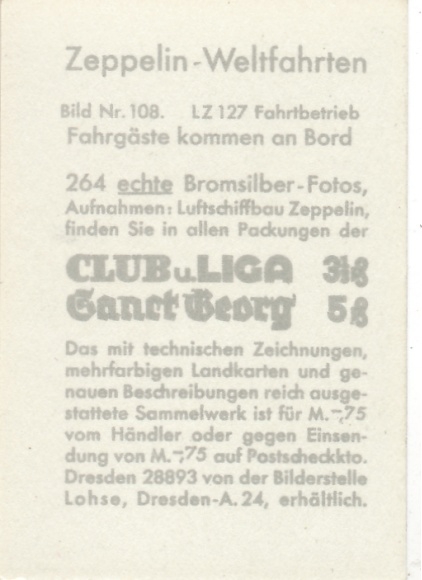 Zeppelin-Weltfahrten
Bild Nr. 108. LZ 127 Fahrtbetrieb
Fahrgäste kommen an Bord
264 echte Bromsilber-Fotos,
Aufnahmen: Luftschiffbau Zeppelin,
finden Sie in allen Packungen der
CLUB u. LIGA 3⅓₰
Sanct Georg 5₰
Das mit technischen Zeichnungen,
mehrfarbigen Landkarten und ge-
nauen Beschreibungen reich ausge-
stattete Sammelwerk ist für M.-,75
vom Händler oder gegen Einsen-
dung von M.-,75 auf Postscheckkto.
Dresden 28893 von der Bilderstelle
Lohse, Dresden-A. 24, erhältlich.